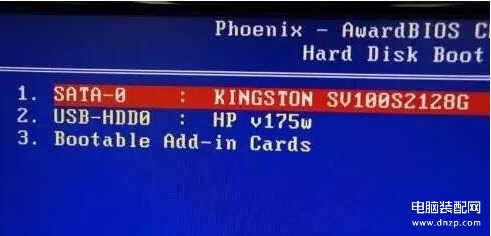 Phoenix - AwardBIOS C
Hard Disk Boot
1. SATA-0 : KINGSTON SV100S2128G
2. USB-HDD0 : HP v175w
3. Bootable Add-in Cards
电脑装配网
www.dnzp.com